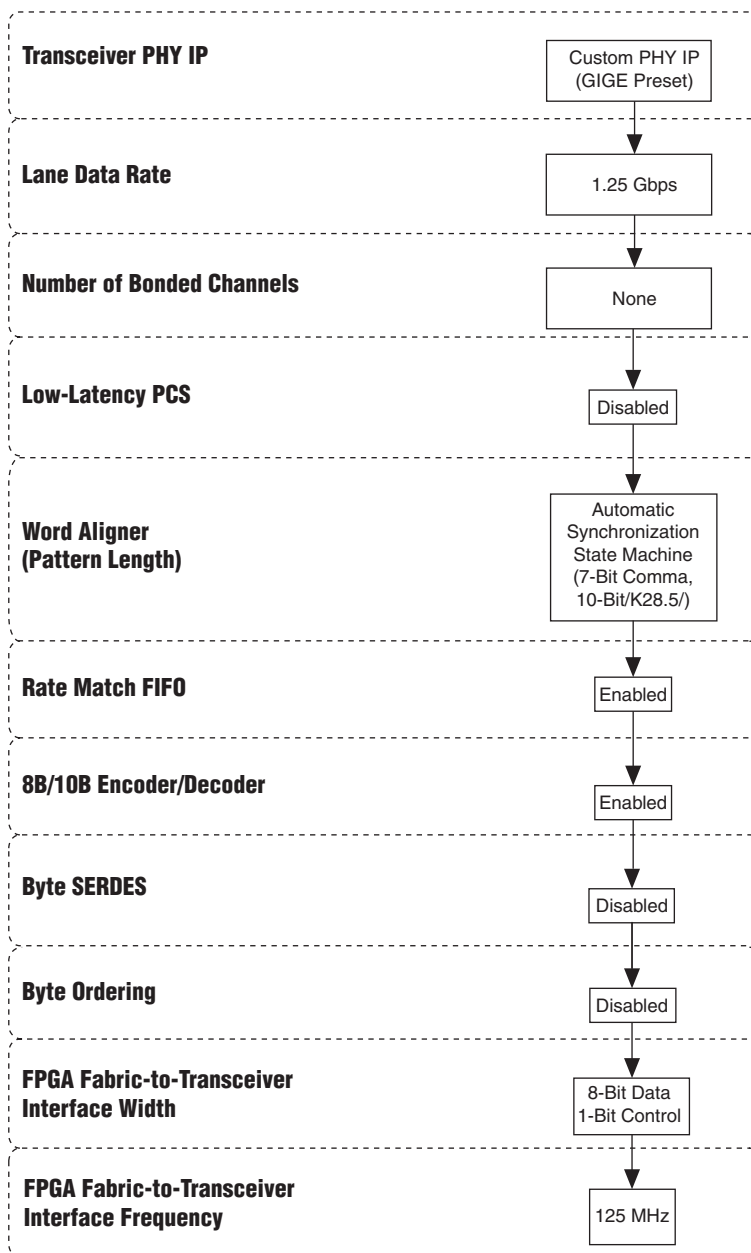 Transceiver PHY IP
Custom PHY IP
(GIGE Preset)
Lane Data Rate
1.25 Gbps
Number of Bonded Channels
None
Low-Latency PCS
Disabled
Word Aligner
(Pattern Length)
Automatic
Synchronization
State Machine
(7-Bit Comma,
10-Bit/K28.5/)
Rate Match FIFO
Enabled
8B/10B Encoder/Decoder
Enabled
Byte SERDES
Disabled
Byte Ordering
Disabled
FPGA Fabric-to-Transceiver
Interface Width
8-Bit Data
1-Bit Control
FPGA Fabric-to-Transceiver
Interface Frequency
125 MHz